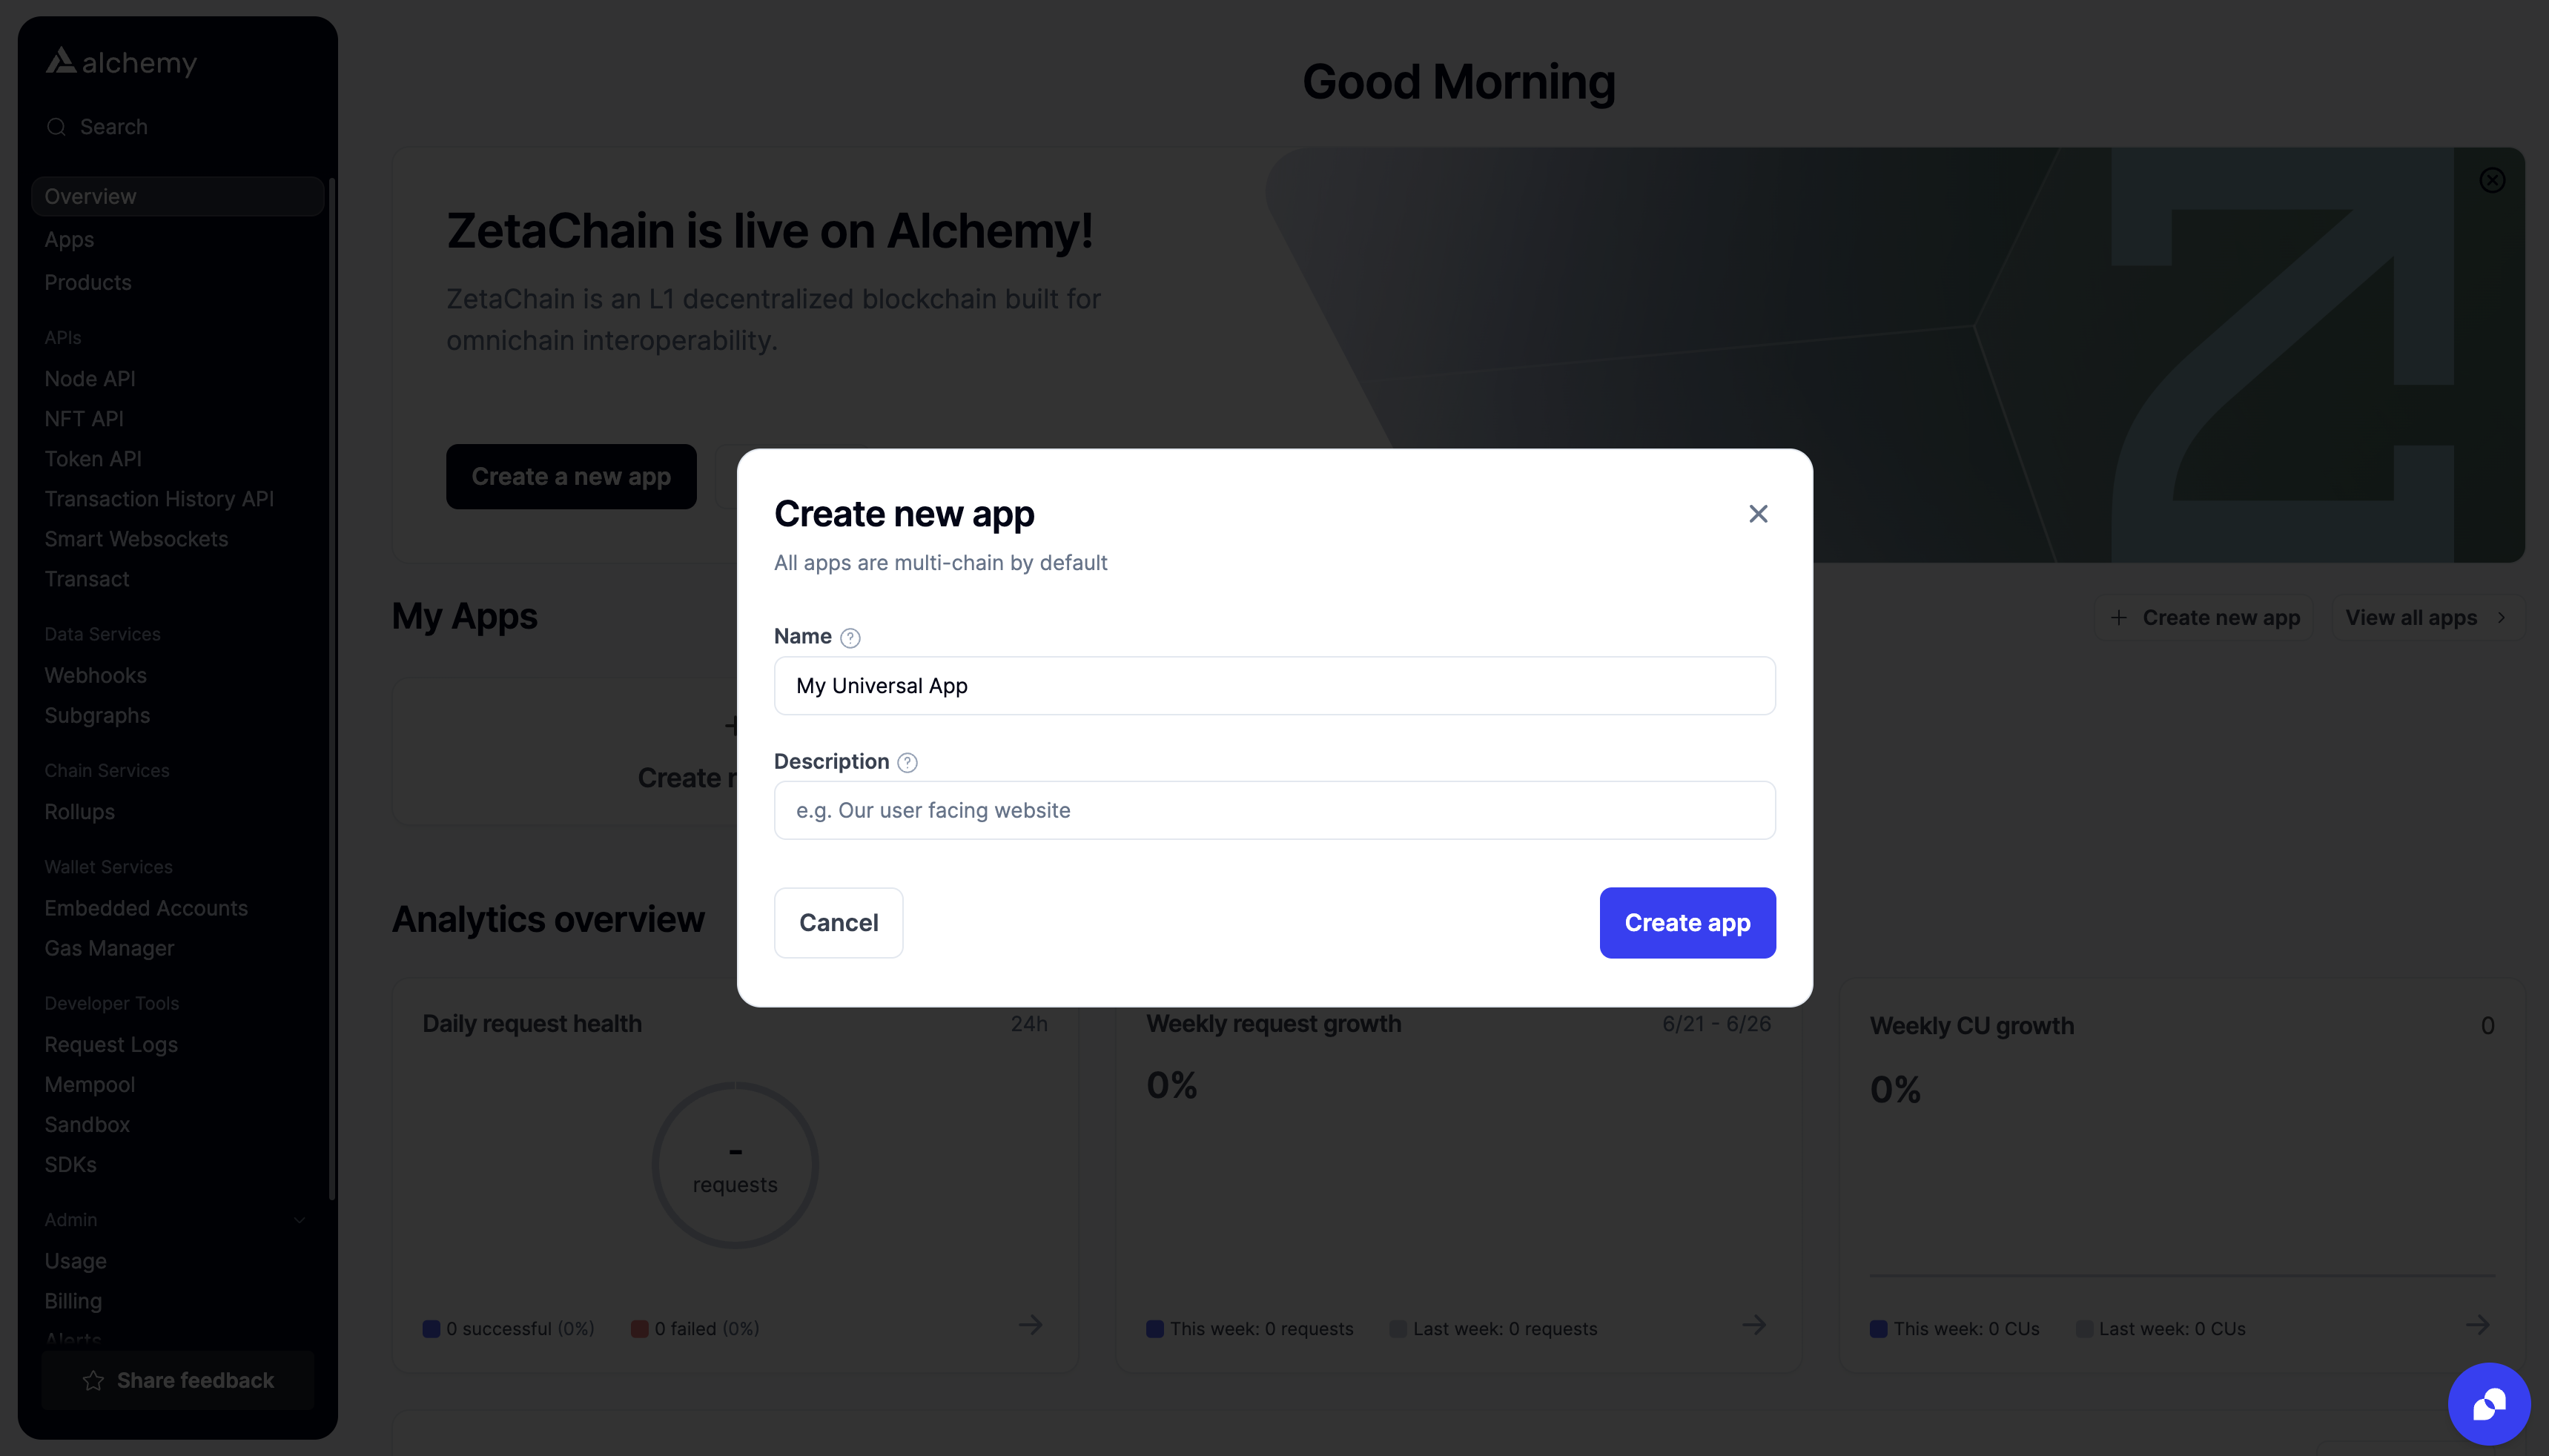 alchemy
Search
Overview
Apps
Products
APIs
Node API
NFT API
Token API
Transaction History API
Smart Websockets
Transact
Data Services
Webhooks
Subgraphs
Chain Services
Rollups
Wallet Services
Embedded Accounts
Gas Manager
Developer Tools
Request Logs
Mempool
Sandbox
SDKs
Admin
Usage
Billing
Alerts
Share feedback
Good Morning
ZetaChain is live on Alchemy!
ZetaChain is an L1 decentralized blockchain built for
omnichain interoperability.
Create a new app
My Apps
Create new app
View all apps
Create
Create new app
All apps are multi-chain by default
Name
My Universal App
Description
e.g. Our user facing website
Cancel
Create app
Analytics overview
Daily request health
24h
-
requests
0 successful (0%)
0 failed (0%)
Weekly request growth
6/21 - 6/26
0%
This week: 0 requests
Last week: 0 requests
Weekly CU growth
0
0%
This week: 0 CUs
Last week: 0 CUs